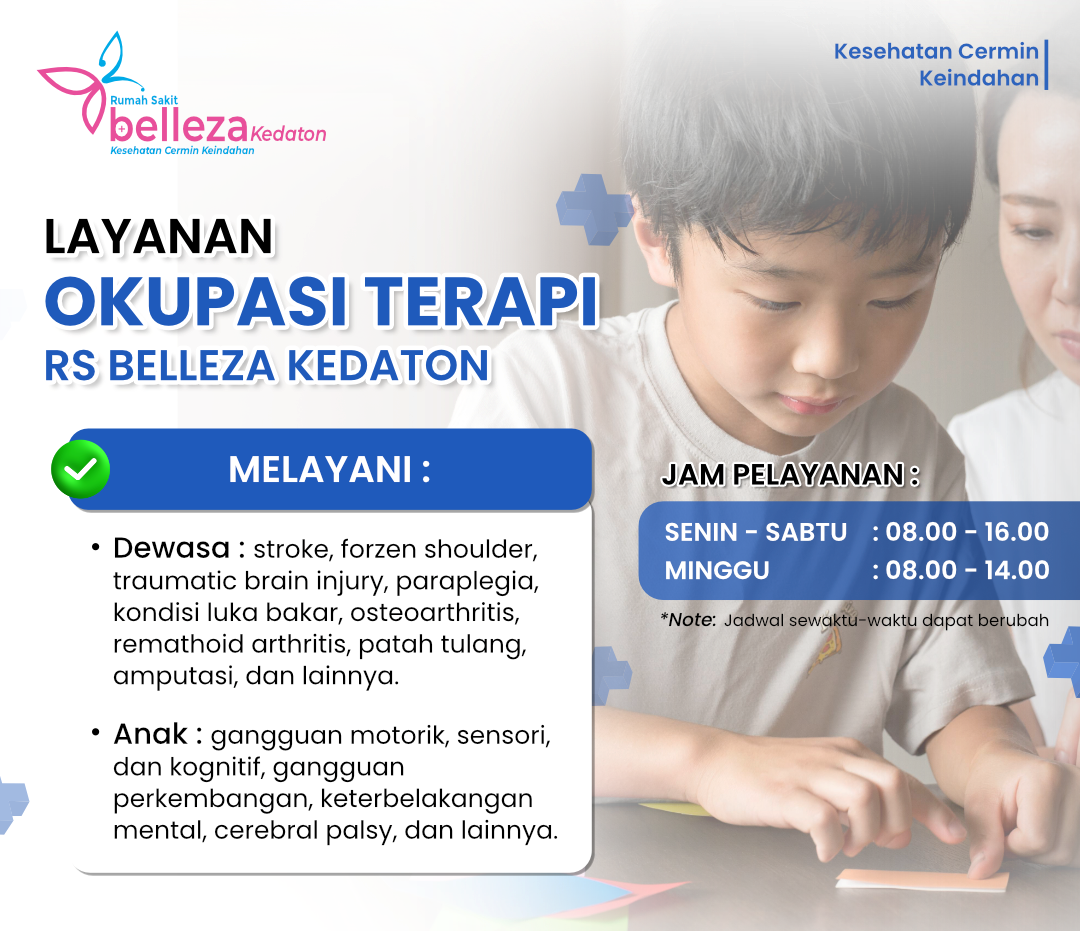 Rumah Sakit
belleza Kedaton
Kesehatan Cermin Keindahan
Kesehatan Cermin
Keindahan
LAYANAN
OKUPASI TERAPI
RS BELLEZA KEDATON
MELAYANI :
• Dewasa : stroke, forzen shoulder,
traumatic brain injury, paraplegia,
kondisi luka bakar, osteoarthritis,
remathoid arthritis, patah tulang,
amputasi, dan lainnya.
• Anak : gangguan motorik, sensori,
dan kognitif, gangguan
perkembangan, keterbelakangan
mental, cerebral palsy, dan lainnya.
JAM PELAYANAN :
SENIN - SABTU : 08.00 - 16.00
MINGGU : 08.00 - 14.00
*Note: Jadwal sewaktu-waktu dapat berubah